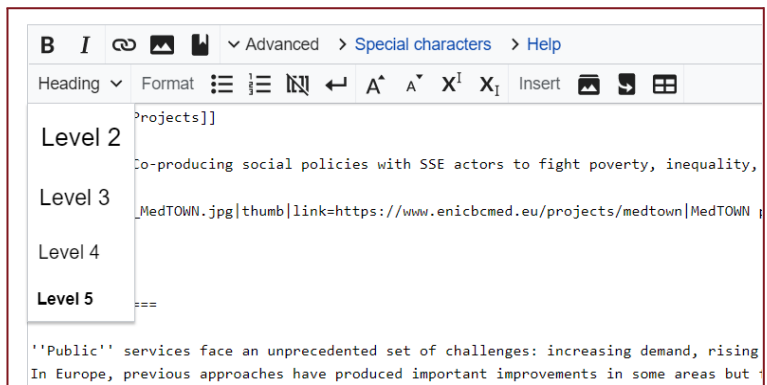 B I Advanced Special characters Help
Heading Format A A X I X I Insert
Level 2
Level 3
Level 4
Level 5
Projects]]
Co-producing social policies with SSE actors to fight poverty, inequality,
_MedTOWN.jpg|thumb|link=https://www.enicbcmed.eu/projects/medtown|MedTOWN
===
''Public'' services face an unprecedented set of challenges: increasing demand, rising
In Europe, previous approaches have produced important improvements in some areas but